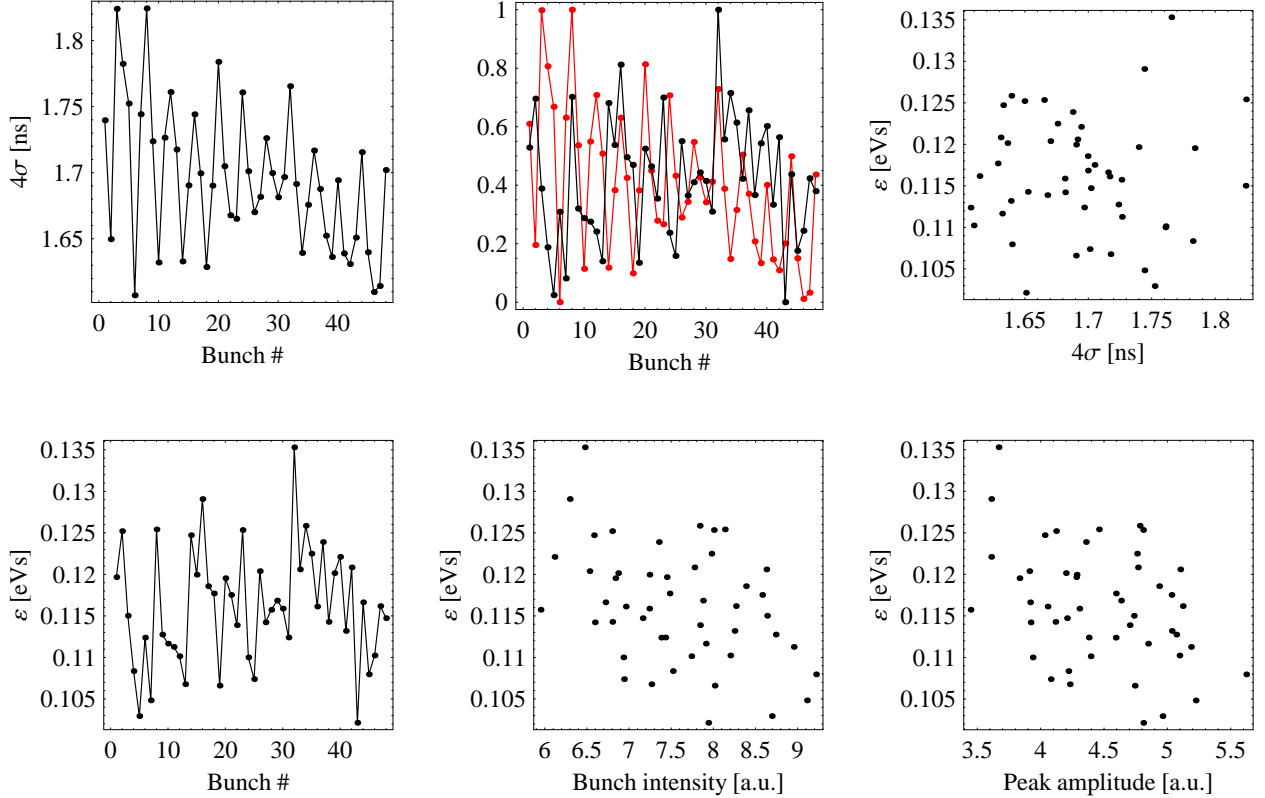 1.8
1.75
1.7
1.65
4σ [ns]
0 10 20 30 40
Bunch #
1
0.8
0.6
0.4
0.2
0
0 10 20 30 40
Bunch #
0.135
0.13
0.125
0.12
0.115
0.11
0.105
ε [eVs]
1.65 1.7 1.75 1.8
4σ [ns]
0.135
0.13
0.125
0.12
0.115
0.11
0.105
ε [eVs]
0 10 20 30 40
Bunch #
0.135
0.13
0.125
0.12
0.115
0.11
0.105
ε [eVs]
6 6.5 7 7.5 8 8.5 9
Bunch intensity [a.u.]
0.135
0.13
0.125
0.12
0.115
0.11
0.105
ε [eVs]
3.5 4 4.5 5 5.5
Peak amplitude [a.u.]